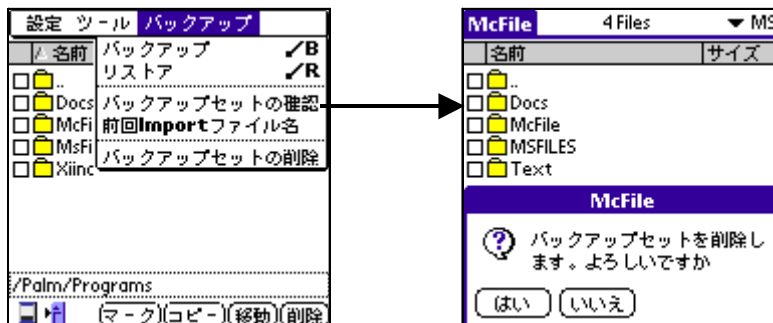 設定 ツール バックアップ
名前
バックアップ /B
リストア /R
バックアップセットの確認
前回Importファイル名
バックアップセットの削除
..
Docs
McFi
MsFi
Xiinc
/Palm/Programs
マーク コピー 移動 削除
McFile 4 Files MS
名前 サイズ
..
Docs
McFile
MSFILES
Text
McFile
バックアップセットを削除し
ます。よろしいですか
はい いいえ